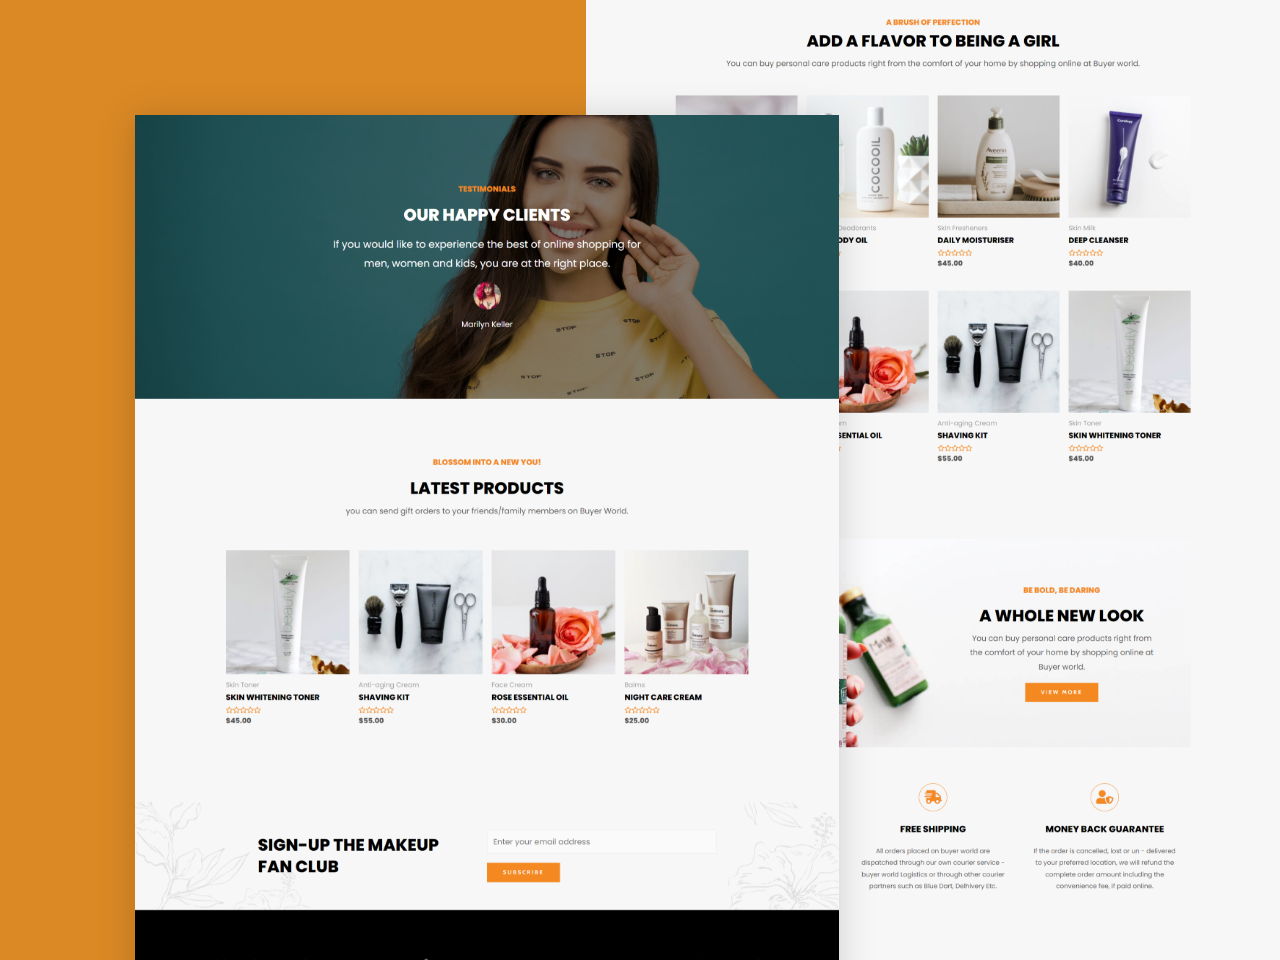 A BRUSH OF PERFECTION
ADD A FLAVOR TO BEING A GIRL
You can buy personal care products right from the comfort of your home by shopping online at Buyer world.
COCOOIL
Aveeno
Deodorants
ODY OIL
Skin Fresheners
DAILY MOISTURISER
$45.00
Skin Milk
DEEP CLEANSER
$40.00
TESTIMONIALS
OUR HAPPY CLIENTS
If you would like to experience the best of online shopping for
men, women and kids, you are at the right place.
Marilyn Keller
STOP
STOP
STOP
STOP
STOP
STOP
STOP
beauty
SENTIAL OIL
Anti-aging Cream
SHAVING KIT
$55.00
Skin Toner
SKIN WHITENING TONER
$45.00
BLOSSOM INTO A NEW YOU!
LATEST PRODUCTS
you can send gift orders to your friends/family members on Buyer World.
beauty
Skin Toner
SKIN WHITENING TONER
$45.00
Anti-aging Cream
SHAVING KIT
$55.00
Face Cream
ROSE ESSENTIAL OIL
$30.00
Balms
NIGHT CARE CREAM
$25.00
BE BOLD, BE DARING
A WHOLE NEW LOOK
You can buy personal care products right from
the comfort of your home by shopping online at
Buyer world.
VIEW MORE
FREE SHIPPING
All orders placed on buyer world are
dispatched through our own courier service -
buyer world Logistics or through other courier
partners such as Blue Dart, Delhivery Etc.
MONEY BACK GUARANTEE
If the order is cancelled, lost or un - delivered
to your preferred location, we will refund the
complete order amount including the
convenience fee, if paid online.
SIGN-UP THE MAKEUP
FAN CLUB
Enter your email address
SUBSCRIBE